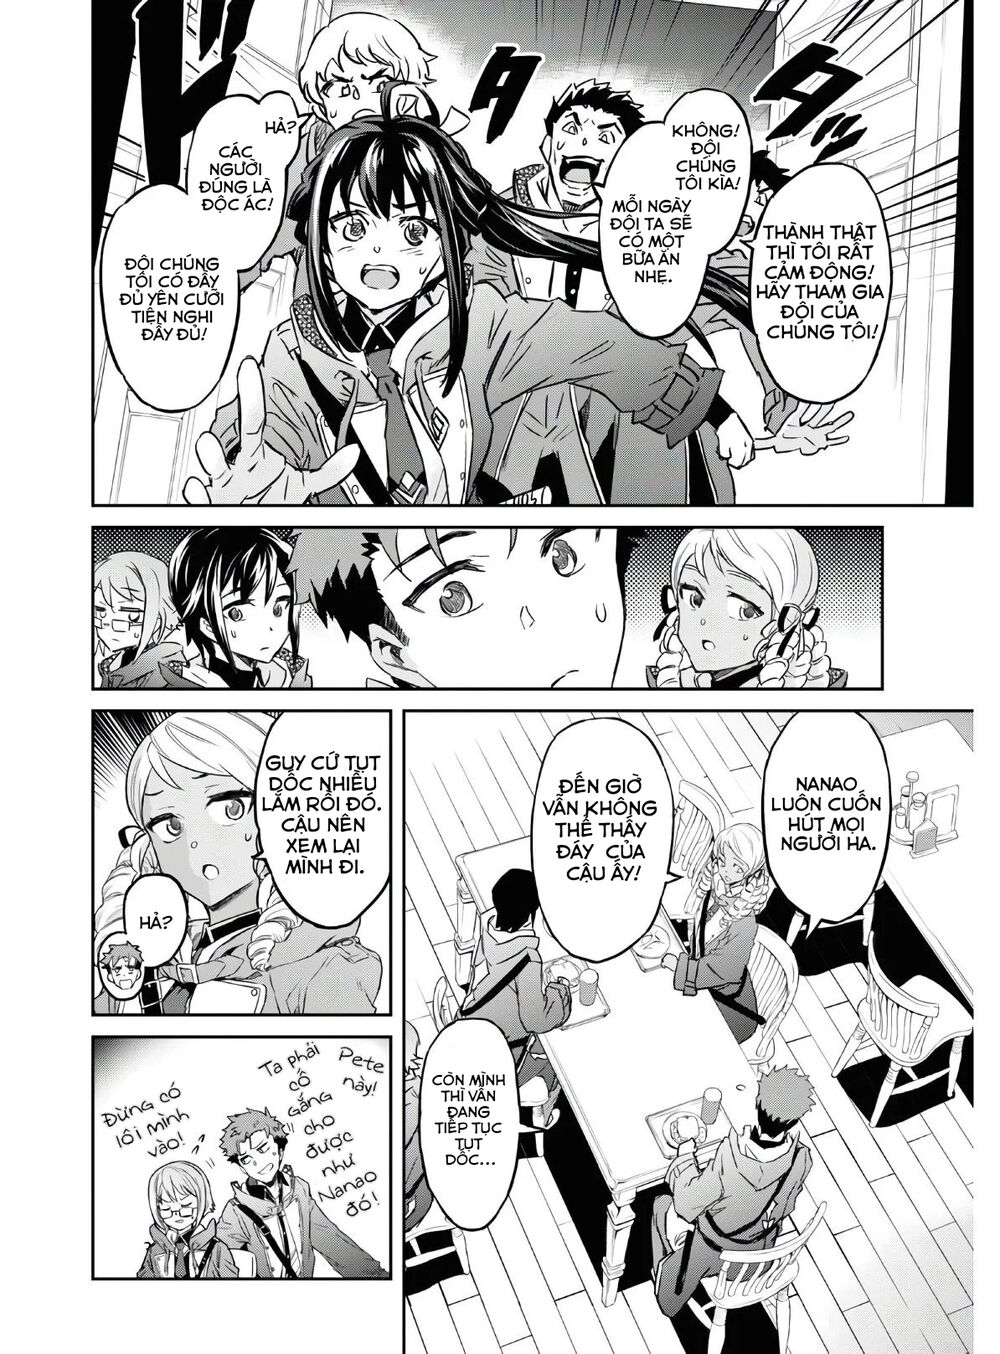 THÀNH THẬT
THÌ TÔI RẤT
CẢM ĐỘNG!
HÃY THAM GIA
ĐỘI CỦA
CHÚNG TÔI!
KHÔNG!
ĐỘI
CHÚNG
TÔI KÌA!
MỖI NGÀY
ĐỘI TA SẼ
CÓ MỘT
BỮA ĂN
NHẸ.
HẢ?
CÁC
NGƯỜI
ĐÚNG LÀ
ĐỘC ÁC!
ĐỘI CHÚNG
TÔI CÓ ĐẦY
ĐỦ YÊN CƯỠI
TIỆN NGHI
ĐẦY ĐỦ!
ドタタ
NANAO
LUÔN CUỐN
HÚT MỌI
NGƯỜI HA.
ĐẾN GIỜ
VẪN KHÔNG
THỂ THẤY
ĐÁY CỦA
CẬU ẤY!
CÒN MÌNH
THÌ VẪN
ĐANG
TIẾP TỤC
TỤT
DỐC...
GUY CỨ TỤT
DỐC NHIỀU
LẮM RỒI ĐÓ.
CẬU NÊN
XEM LẠI
MÌNH ĐI.
HẢ?
Pete
này!
Ta phải
cố
gắng
cho
được
như
Nanao
đó!
Đừng có
lôi mình
vào!